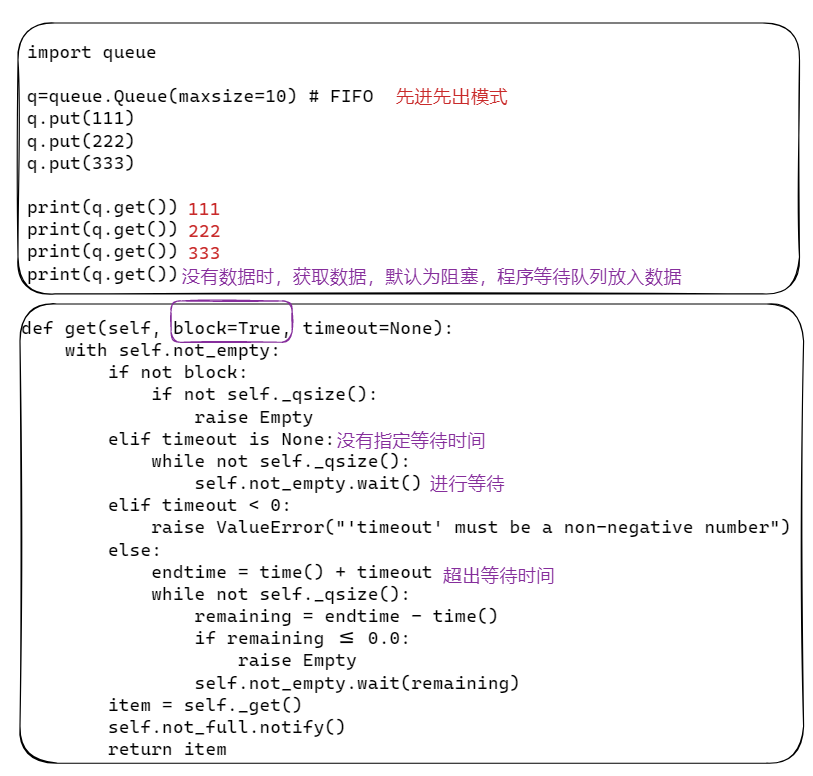 import queue
q=queue.Queue(maxsize=10) # FIFO 先进先出模式
q.put(111)
q.put(222)
q.put(333)
print(q.get()) 111
print(q.get()) 222
print(q.get()) 333
print(q.get()) 没有数据时，获取数据，默认为阻塞，程序等待队列放入数据
def get(self, block=True, timeout=None):
    with self.not_empty:
        if not block:
            if not self._qsize():
                raise Empty
        elif timeout is None: 没有指定等待时间
            while not self._qsize():
                self.not_empty.wait() 进行等待
        elif timeout < 0:
            raise ValueError("'timeout' must be a non-negative number")
        else:
            endtime = time() + timeout 超出等待时间
            while not self._qsize():
                remaining = endtime - time()
                if remaining ≤ 0.0:
                    raise Empty
                self.not_empty.wait(remaining)
        item = self._get()
        self.not_full.notify()
        return item